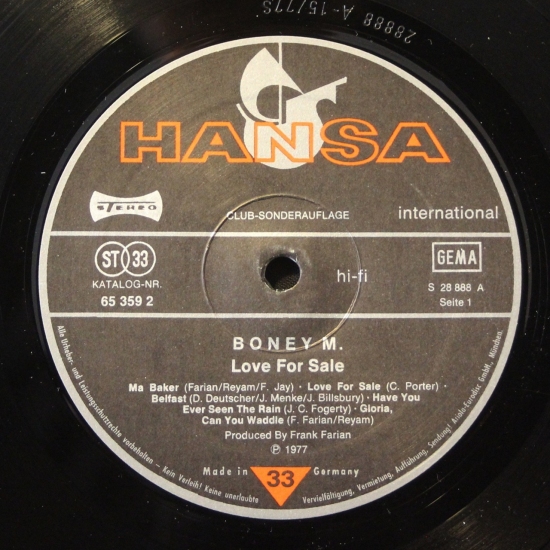 28888 A-15/77S
HANSA
STEREO
CLUB-SONDERAUFLAGE
international
ST 33
GEMA
KATALOG-NR.
65 359 2
hi-fi
S 28 888 A
Seite 1
BONEY M.
Love For Sale
Ma Baker (Farian/Reyam/F. Jay) · Love For Sale (C. Porter) ·
Belfast (D. Deutscher/J. Menke/J. Billsbury) · Have You
Ever Seen The Rain (J. C. Fogerty) · Gloria,
Can You Waddle (F. Farian/Reyam)
Produced By Frank Farian
℗ 1977
Made in Germany
33
Alle Urheber- und Leistungsschutzrechte vorbehalten – Kein Verleih! Keine unerlaubte Vervielfältigung, Vermietung, Aufführung, Sendung! Ariola-Eurodisc GmbH, München.